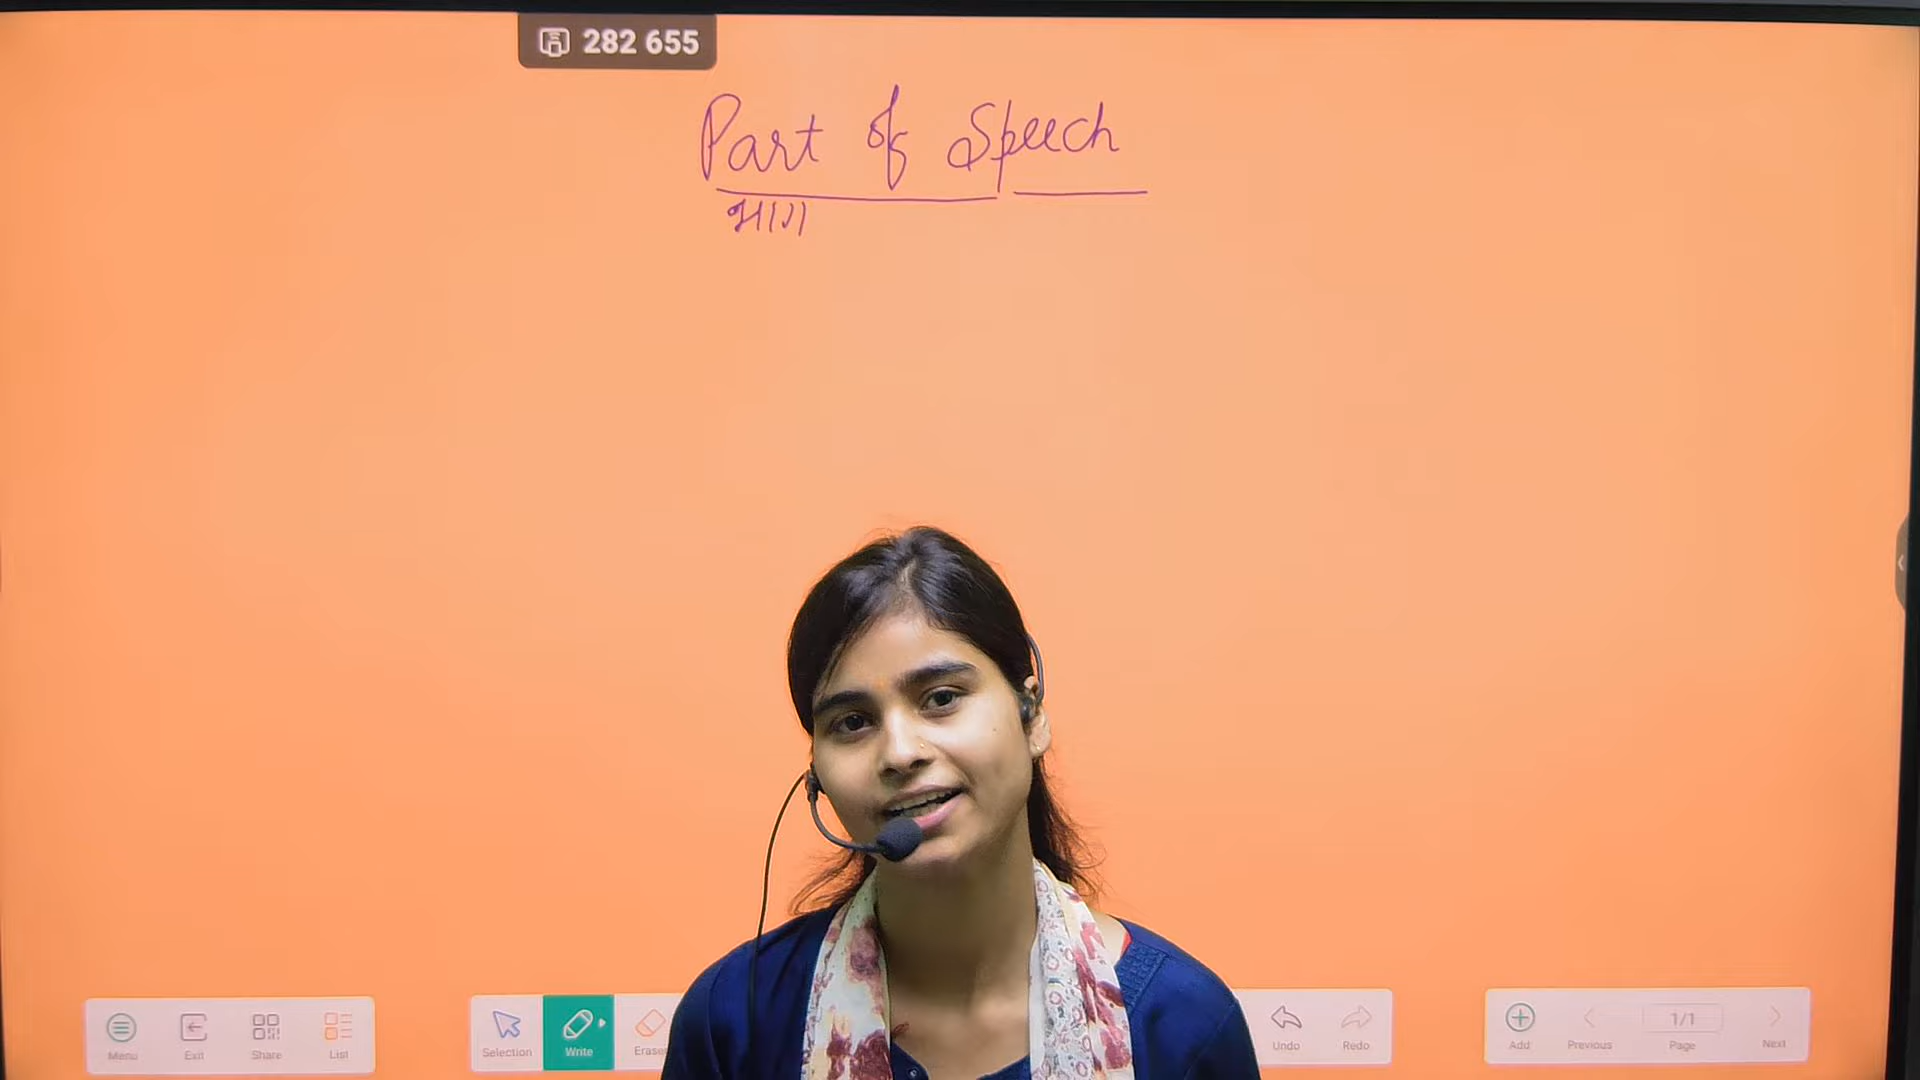 282 655
Part of Speech
भाग
Menu Exit Share List Selection Write Eraser Undo Redo Add Previous 1/1 Page Next